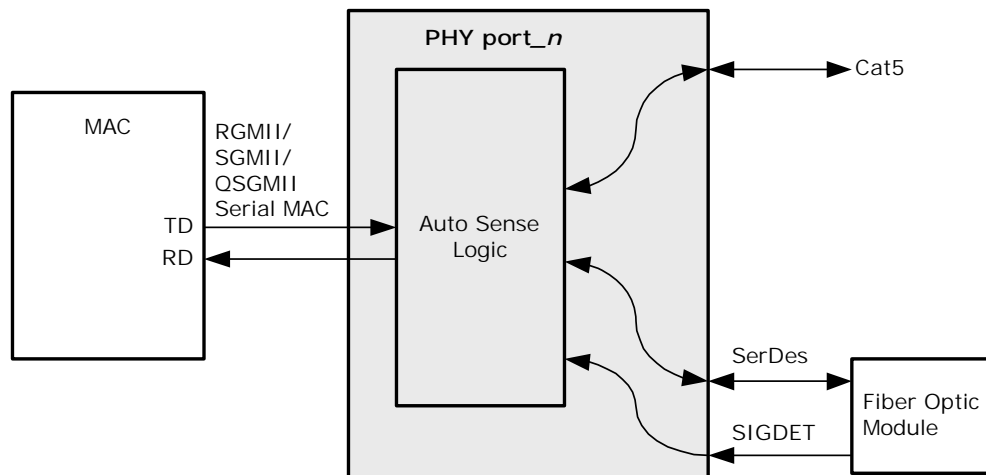 PHY port_n
Cat5
MAC
RGMII/
SGMII/
QSGMII
Serial MAC
TD
RD
Auto Sense
Logic
SerDes
SIGDET
Fiber Optic
Module